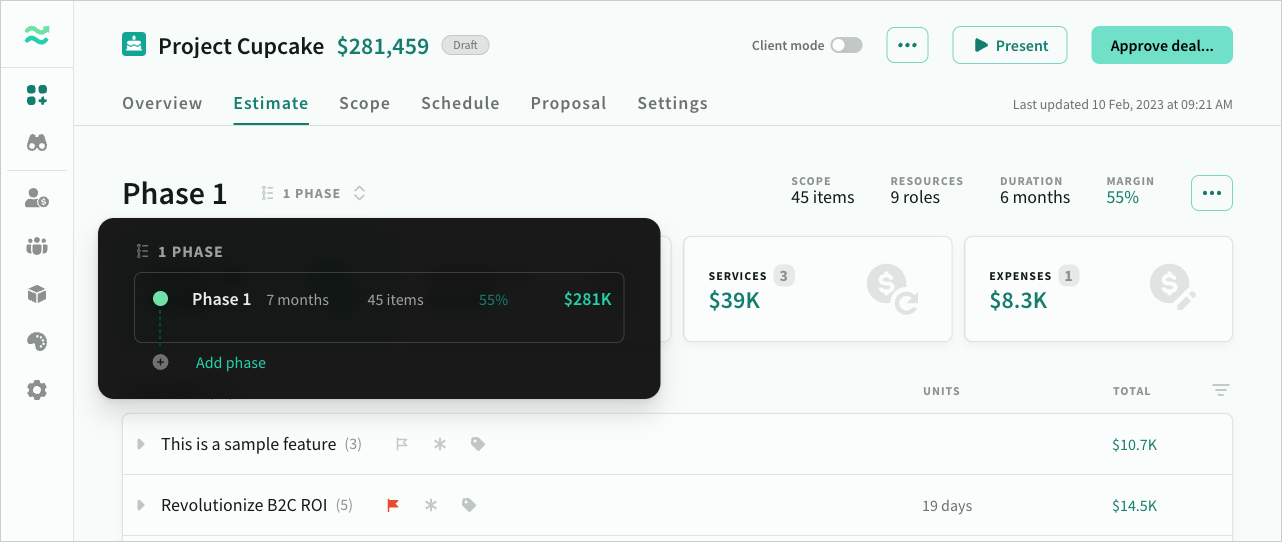 Project Cupcake $281,459 Draft
Client mode
Present
Approve deal...
Overview Estimate Scope Schedule Proposal Settings
Last updated 10 Feb, 2023 at 09:21 AM
Phase 1
1 PHASE
SCOPE
45 items
RESOURCES
9 roles
DURATION
6 months
MARGIN
55%
1 PHASE
Phase 1 7 months 45 items 55% $281K
Add phase
SERVICES 3
$39K
EXPENSES 1
$8.3K
UNITS TOTAL
This is a sample feature (3) $10.7K
Revolutionize B2C ROI (5) 19 days $14.5K